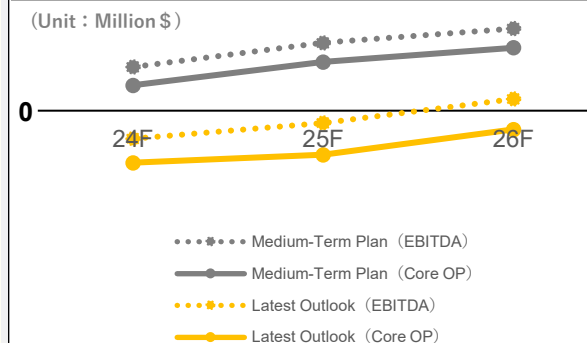 (Unit：Million＄)
0
24F 25F 26F
Medium-Term Plan（EBITDA）
Medium-Term Plan（Core OP）
Latest Outlook（EBITDA）
Latest Outlook（Core OP）